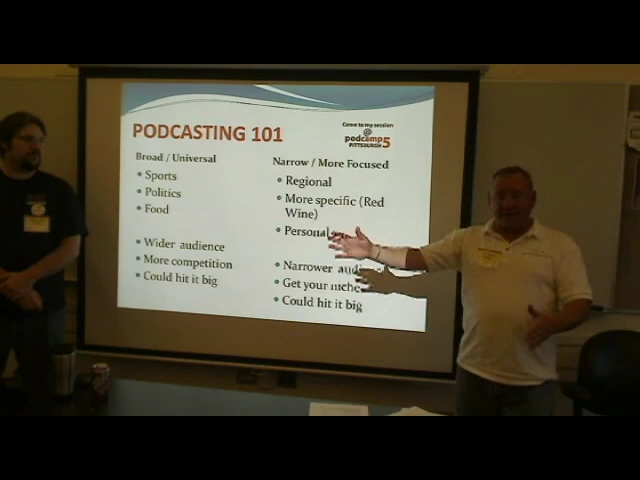 Come to my session
@
podcamp5
PITTSBURGH
PODCASTING 101
Broad / Universal
• Sports
• Politics
• Food
• Wider audience
• More competition
• Could hit it big
Narrow / More Focused
• Regional
• More specific (Red
Wine)
• Personal
• Narrower
• Get your niche
• Could hit it big